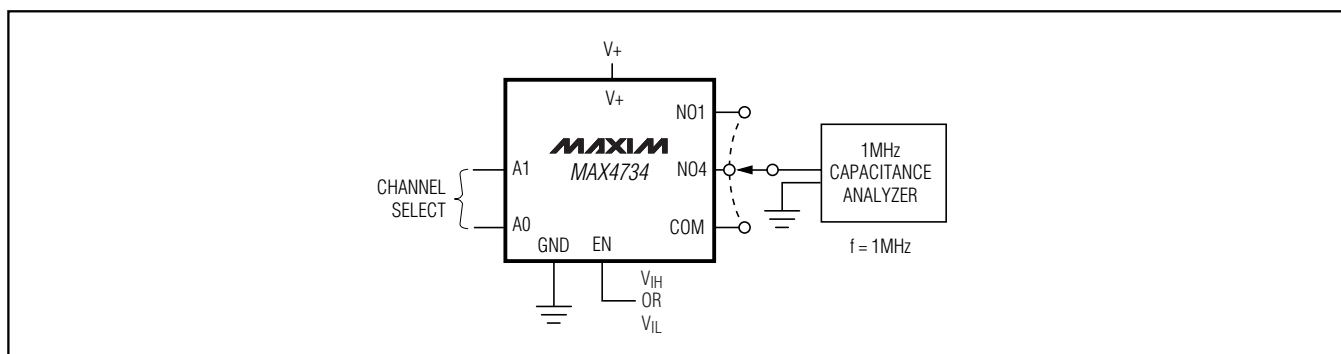 V+
V+
NO1
MAXIM
MAX4734
NO4
COM
A1
A0
CHANNEL
SELECT
GND
EN
VIH
OR
VIL
1MHz
CAPACITANCE
ANALYZER
f = 1MHz